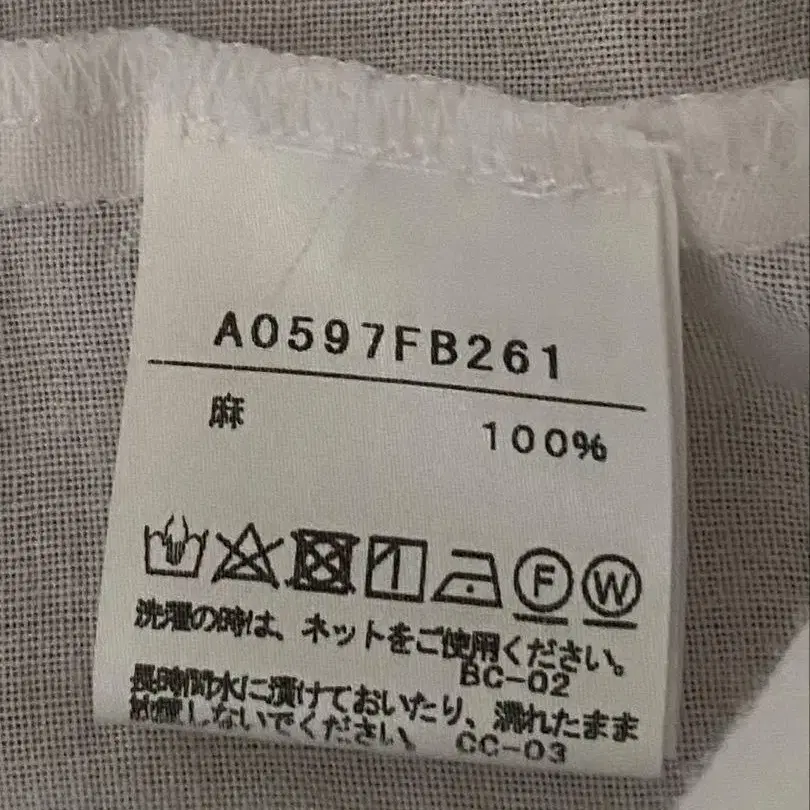 A0597FB261
麻 100%
F W
洗濯の時は、ネットをご使用ください。
BC-02
長時間水に漬けておいたり、濡れたまま
放置しないでください。 CC-03